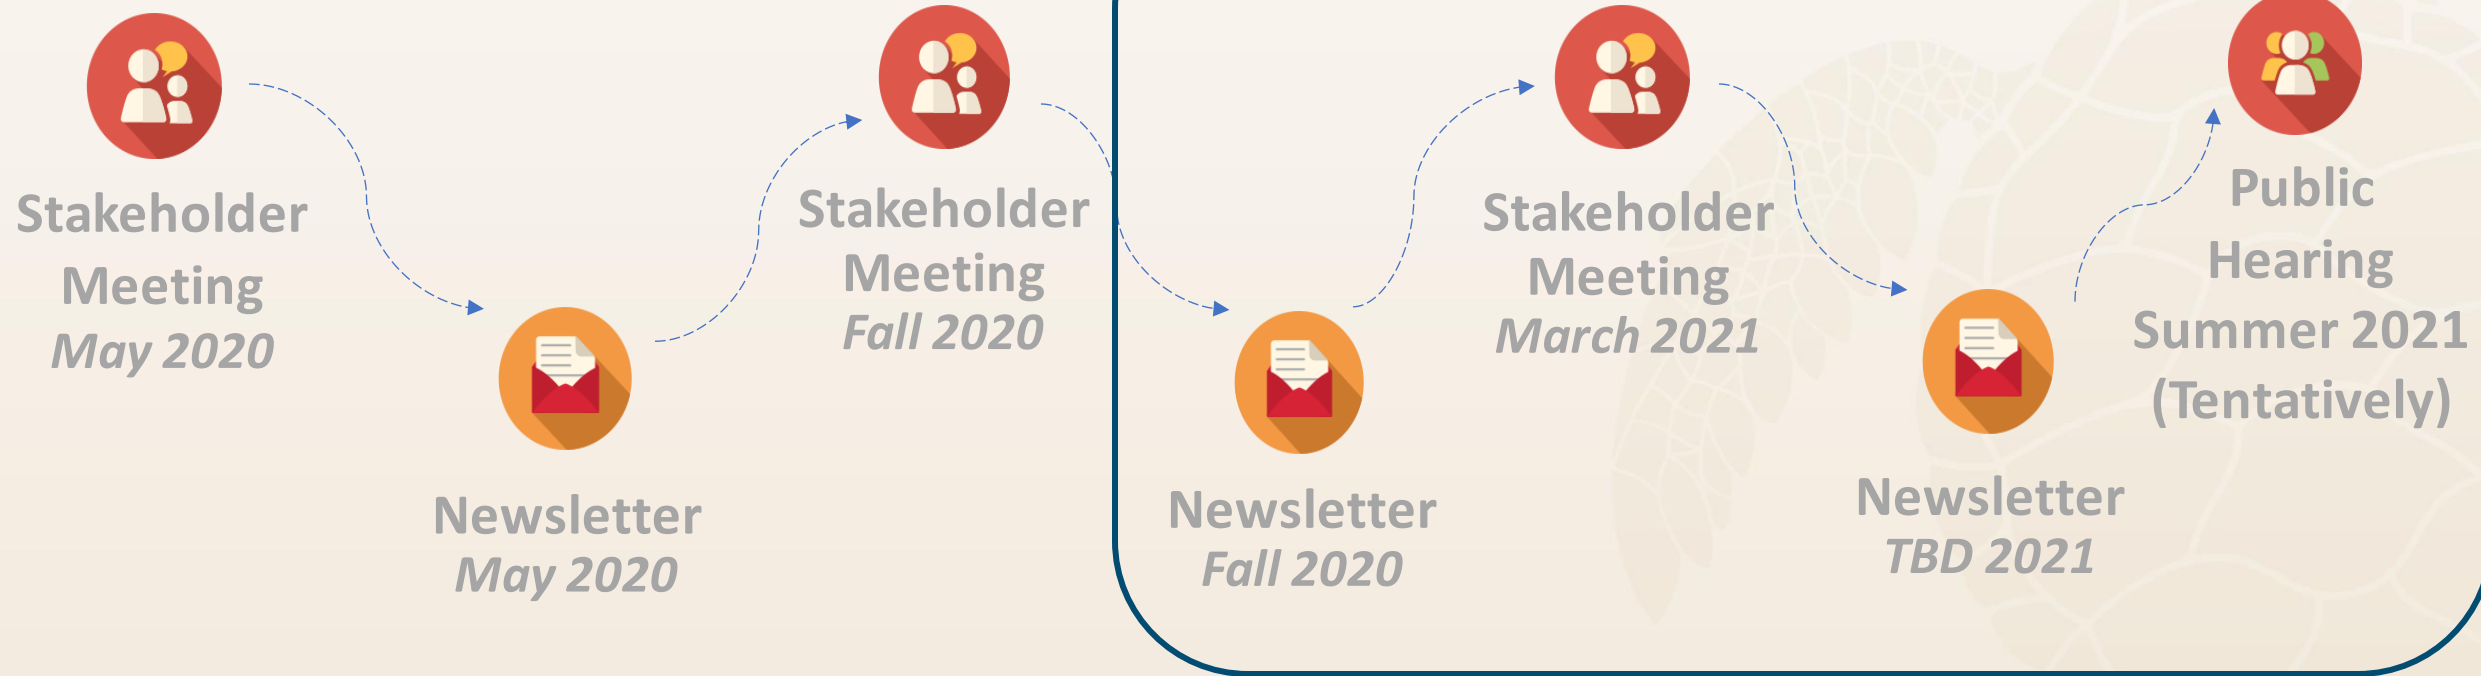 Stakeholder
Meeting
May 2020
Newsletter
May 2020
Stakeholder
Meeting
Fall 2020
Newsletter
Fall 2020
Stakeholder
Meeting
March 2021
Newsletter
TBD 2021
Public
Hearing
Summer 2021
(Tentatively)